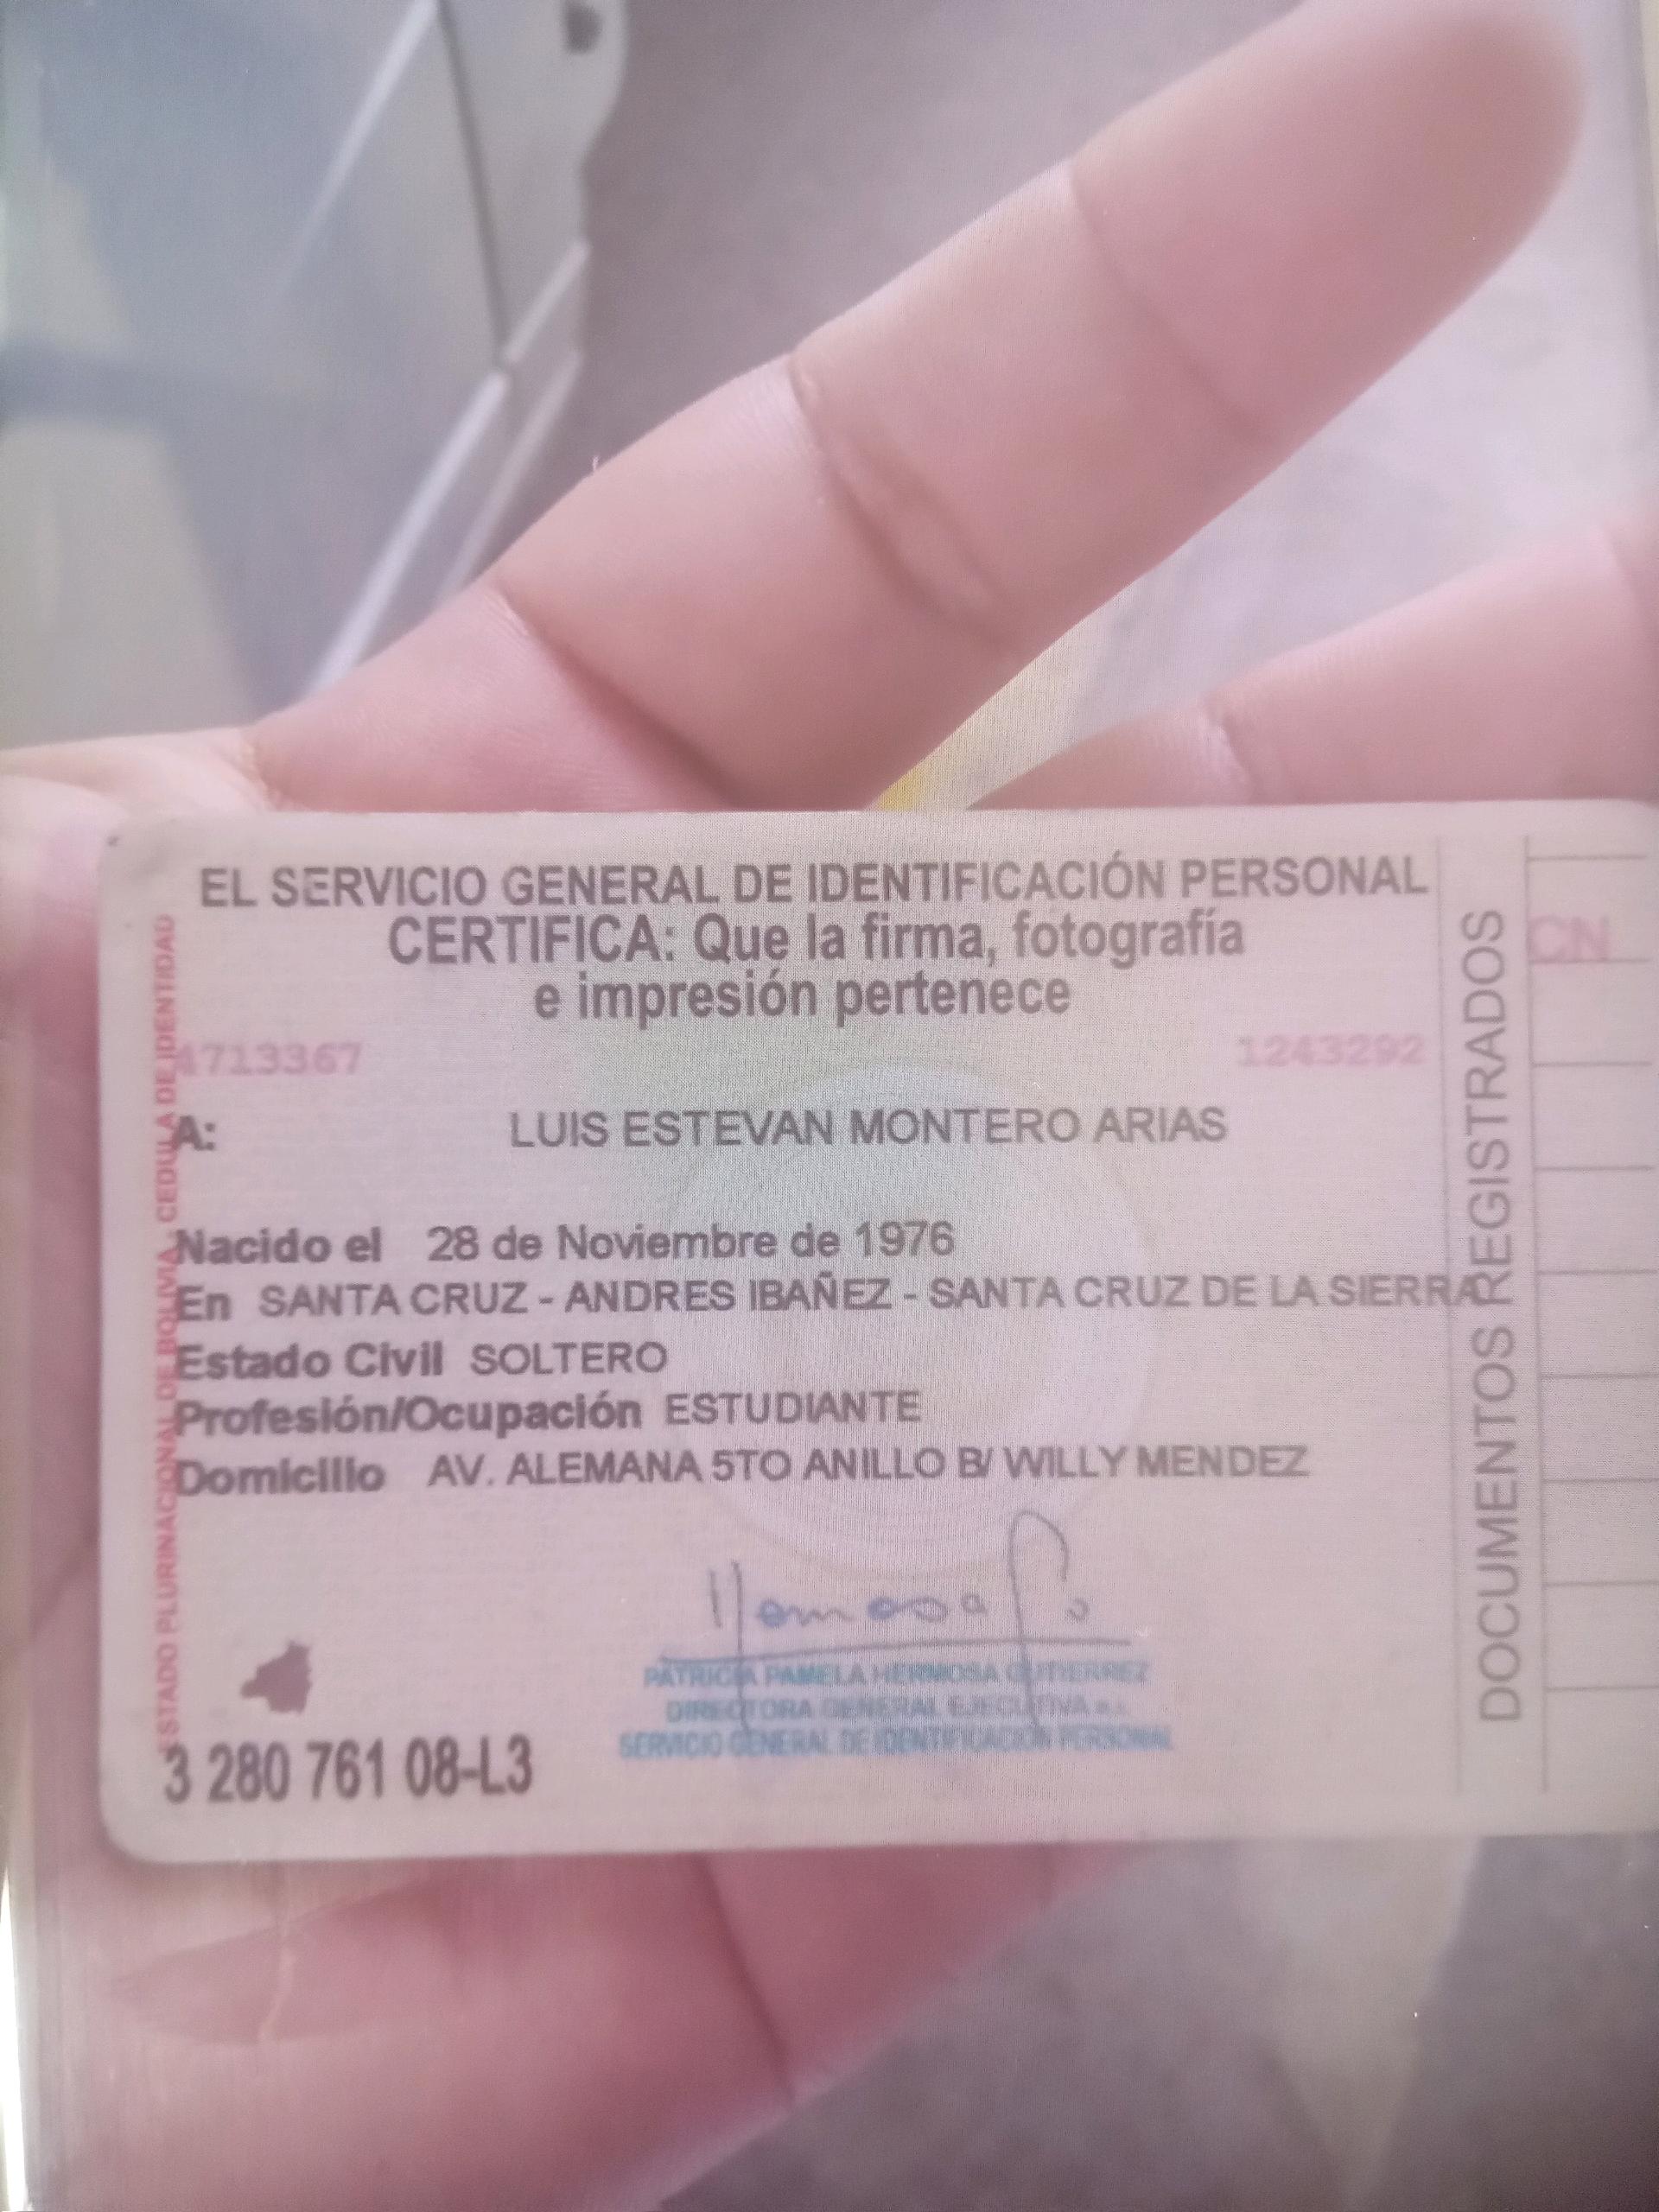 EL SERVICIO GENERAL DE IDENTIFICACIÓN PERSONAL
CERTIFICA: Que la firma, fotografía
e impresión pertenece
4713367 1243292
A: LUIS ESTEVAN MONTERO ARIAS
Nacido el 28 de Noviembre de 1976
En SANTA CRUZ - ANDRES IBAÑEZ - SANTA CRUZ DE LA SIERRA
Estado Civil SOLTERO
Profesión/Ocupación ESTUDIANTE
Domicilio AV. ALEMANA 5TO ANILLO B/ WILLY MENDEZ
PATRICIA PAMELA HERMOSA GUTIERREZ
DIRECTORA GENERAL EJECUTIVA a.i.
SERVICIO GENERAL DE IDENTIFICACIÓN PERSONAL
3 280 761 08-L3
ESTADO PLURINACIONAL DE BOLIVIA CEDULA DE IDENTIDAD
DOCUMENTOS REGISTRADOS
CN